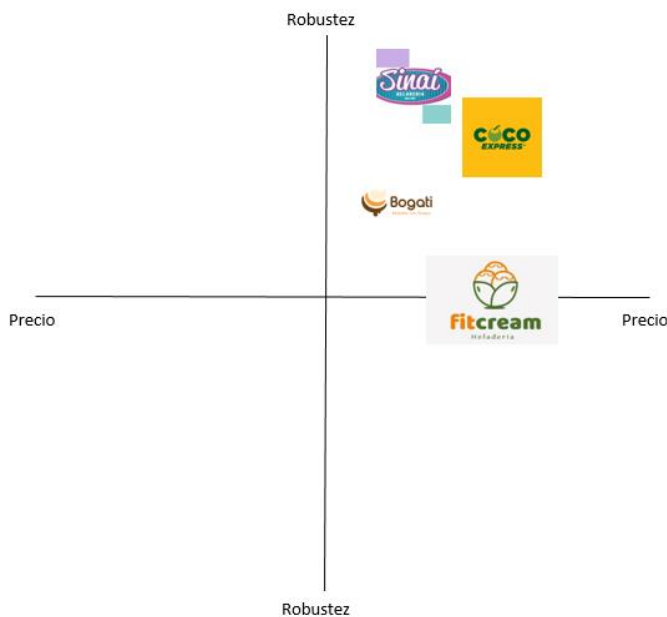 Robustez
Sinai
HELADERIA
COCO
EXPRESS
Bogati
Precio
fitcream
Heladería
Precio
Robustez